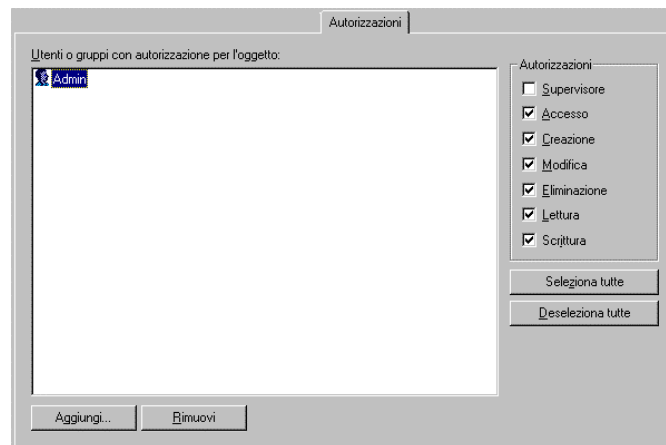 Autorizzazioni
Utenti o gruppi con autorizzazione per l'oggetto:
Admin
Autorizzazioni
Supervisore
Accesso
Creazione
Modifica
Eliminazione
Lettura
Scrittura
Seleziona tutte
Deseleziona tutte
Aggiungi...
Rimuovi